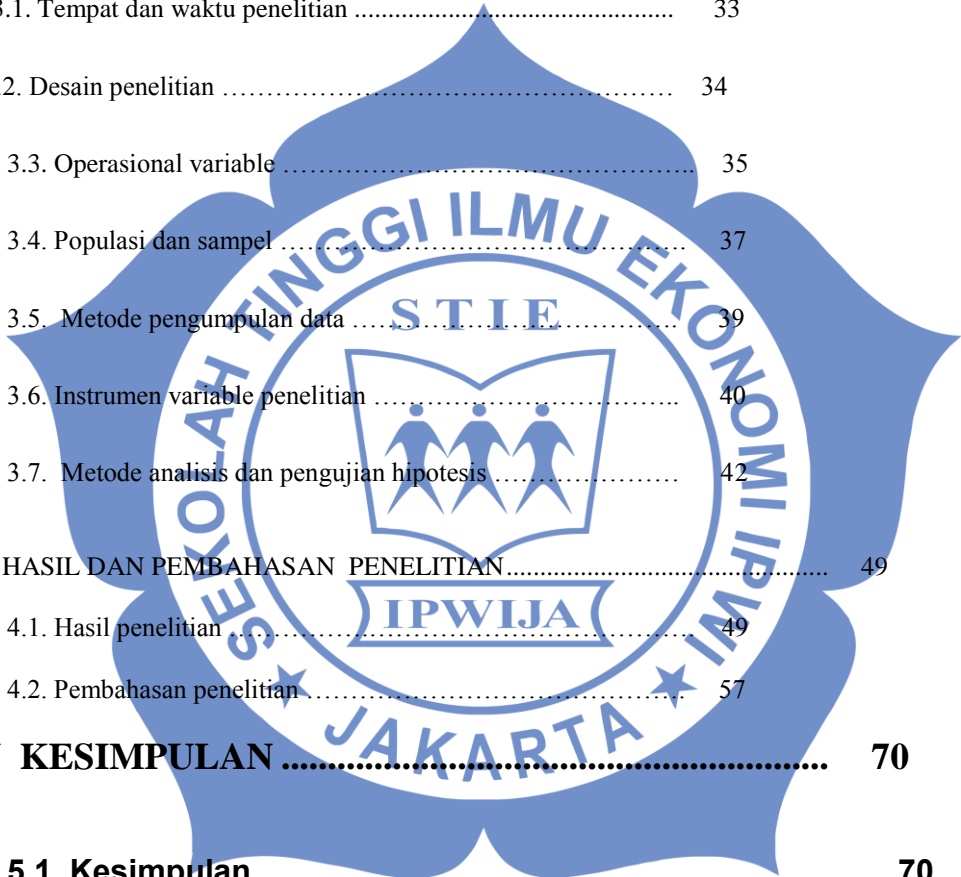 3.1. Tempat dan waktu penelitian .............................................. 33
2. Desain penelitian ……………………………………………… 34
3.3. Operasional variable ………………………………………….. 35
3.4. Populasi dan sampel …………………………………………. 37
3.5. Metode pengumpulan data ………………………………… 39
3.6. Instrumen variable penelitian ……………………………….. 40
3.7. Metode analisis dan pengujian hipotesis ………………… 42
HASIL DAN PEMBAHASAN PENELITIAN.............................................. 49
4.1. Hasil penelitian ………………………………………………. 49
4.2. Pembahasan penelitian ………………………………………. 57
KESIMPULAN ....................................................... 70
5.1 Kesimpulan 70
SEKOLAH TINGGI ILMU EKONOMI IPWI
STIE
IPWIJA
★ JAKARTA ★